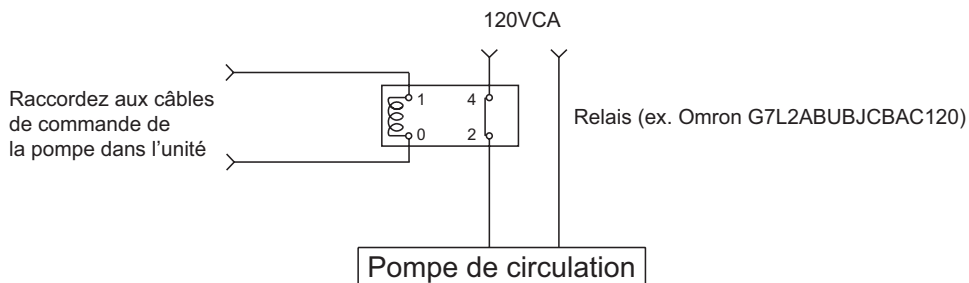 120VCA
Raccordez aux câbles
de commande de
la pompe dans l’unité
1
4
0
2
Relais (ex. Omron G7L2ABUBJCBAC120)
Pompe de circulation